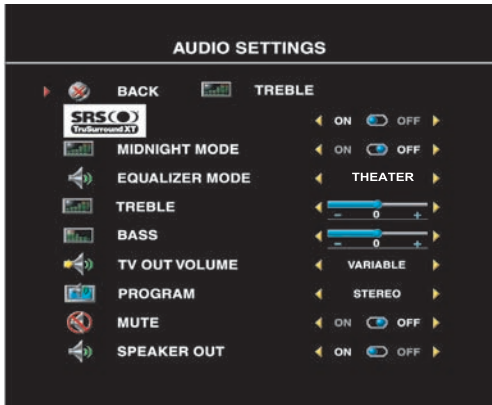 AUDIO SETTINGS
BACK TREBLE
SRS(●)
TruSurround XT
ON OFF
MIDNIGHT MODE ON OFF
EQUALIZER MODE THEATER
TREBLE - 0 +
BASS - 0 +
TV OUT VOLUME VARIABLE
PROGRAM STEREO
MUTE ON OFF
SPEAKER OUT ON OFF